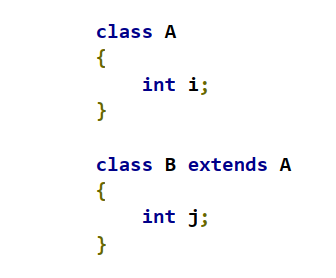 class A
{
    int i;
}

class B extends A
{
    int j;
}